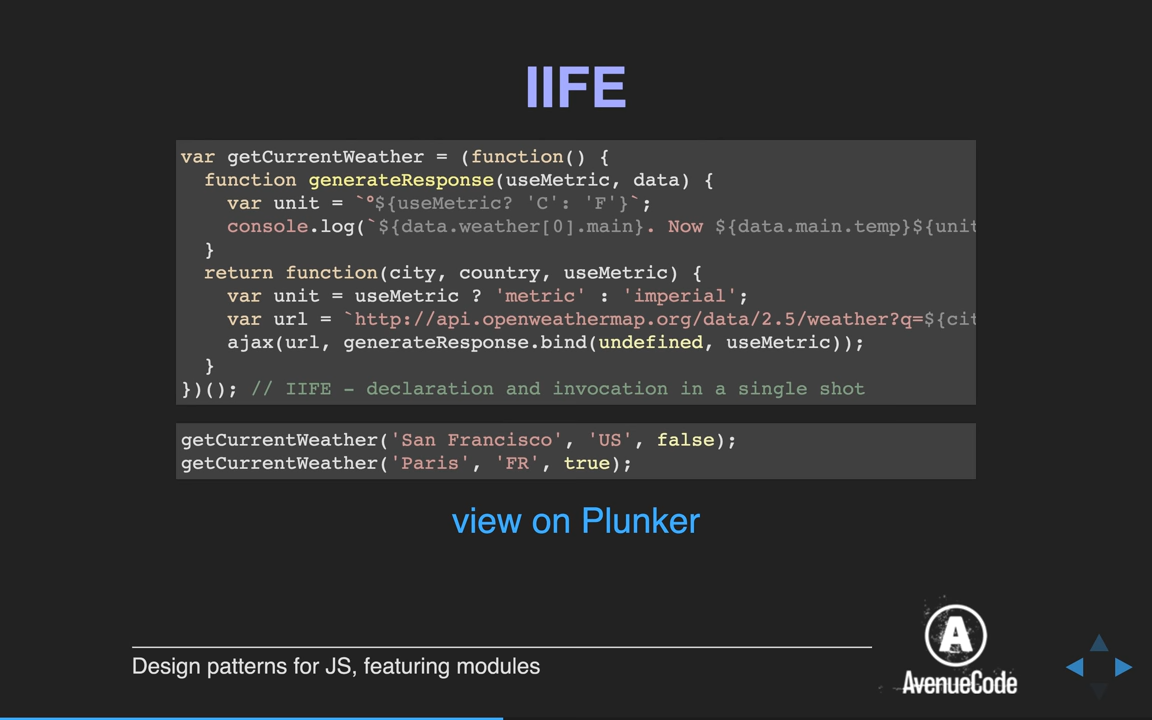 IIFE
var getCurrentWeather = (function() {
  function generateResponse(useMetric, data) {
    var unit = `°${useMetric? 'C': 'F'}`;
    console.log(`${data.weather[0].main}. Now ${data.main.temp}${unit
  }
  return function(city, country, useMetric) {
    var unit = useMetric ? 'metric' : 'imperial';
    var url = `http://api.openweathermap.org/data/2.5/weather?q=${cit
    ajax(url, generateResponse.bind(undefined, useMetric));
  }
})(); // IIFE - declaration and invocation in a single shot
getCurrentWeather('San Francisco', 'US', false);
getCurrentWeather('Paris', 'FR', true);
view on Plunker
Design patterns for JS, featuring modules
A
AvenueCode